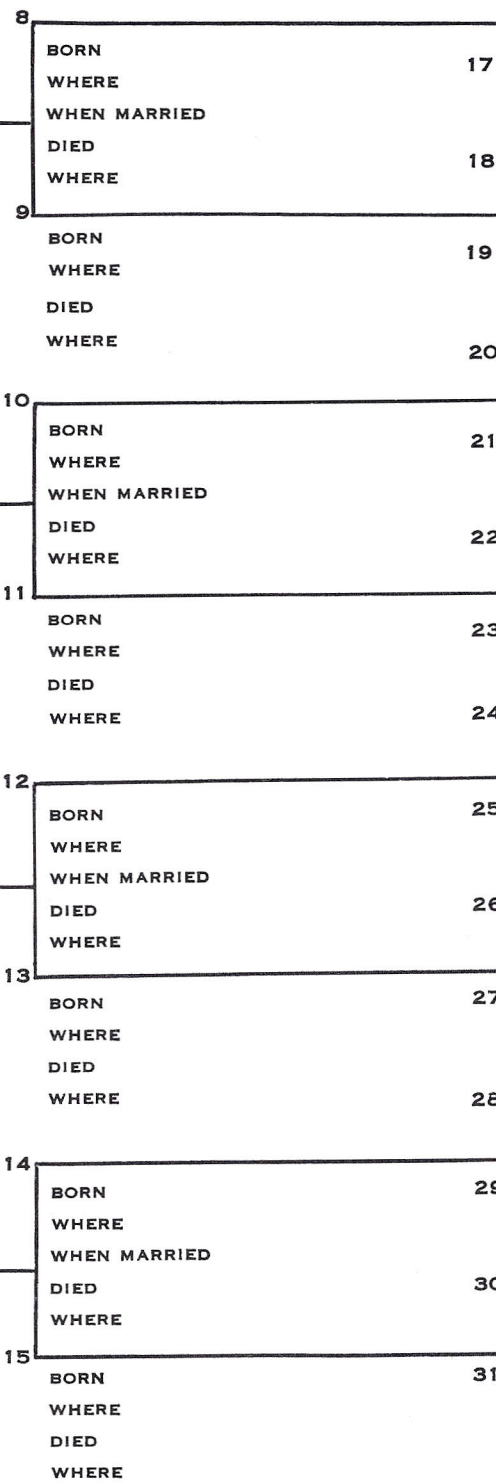 8
BORN
17
WHERE
WHEN MARRIED
DIED
18
WHERE
9
BORN
19
WHERE
DIED
WHERE
20
10
BORN
21
WHERE
WHEN MARRIED
DIED
22
WHERE
11
BORN
23
WHERE
DIED
24
WHERE
12
25
BORN
WHERE
WHEN MARRIED
26
DIED
WHERE
13
27
BORN
WHERE
DIED
WHERE
28
14
29
BORN
WHERE
WHEN MARRIED
30
DIED
WHERE
15
31
BORN
WHERE
DIED
WHERE